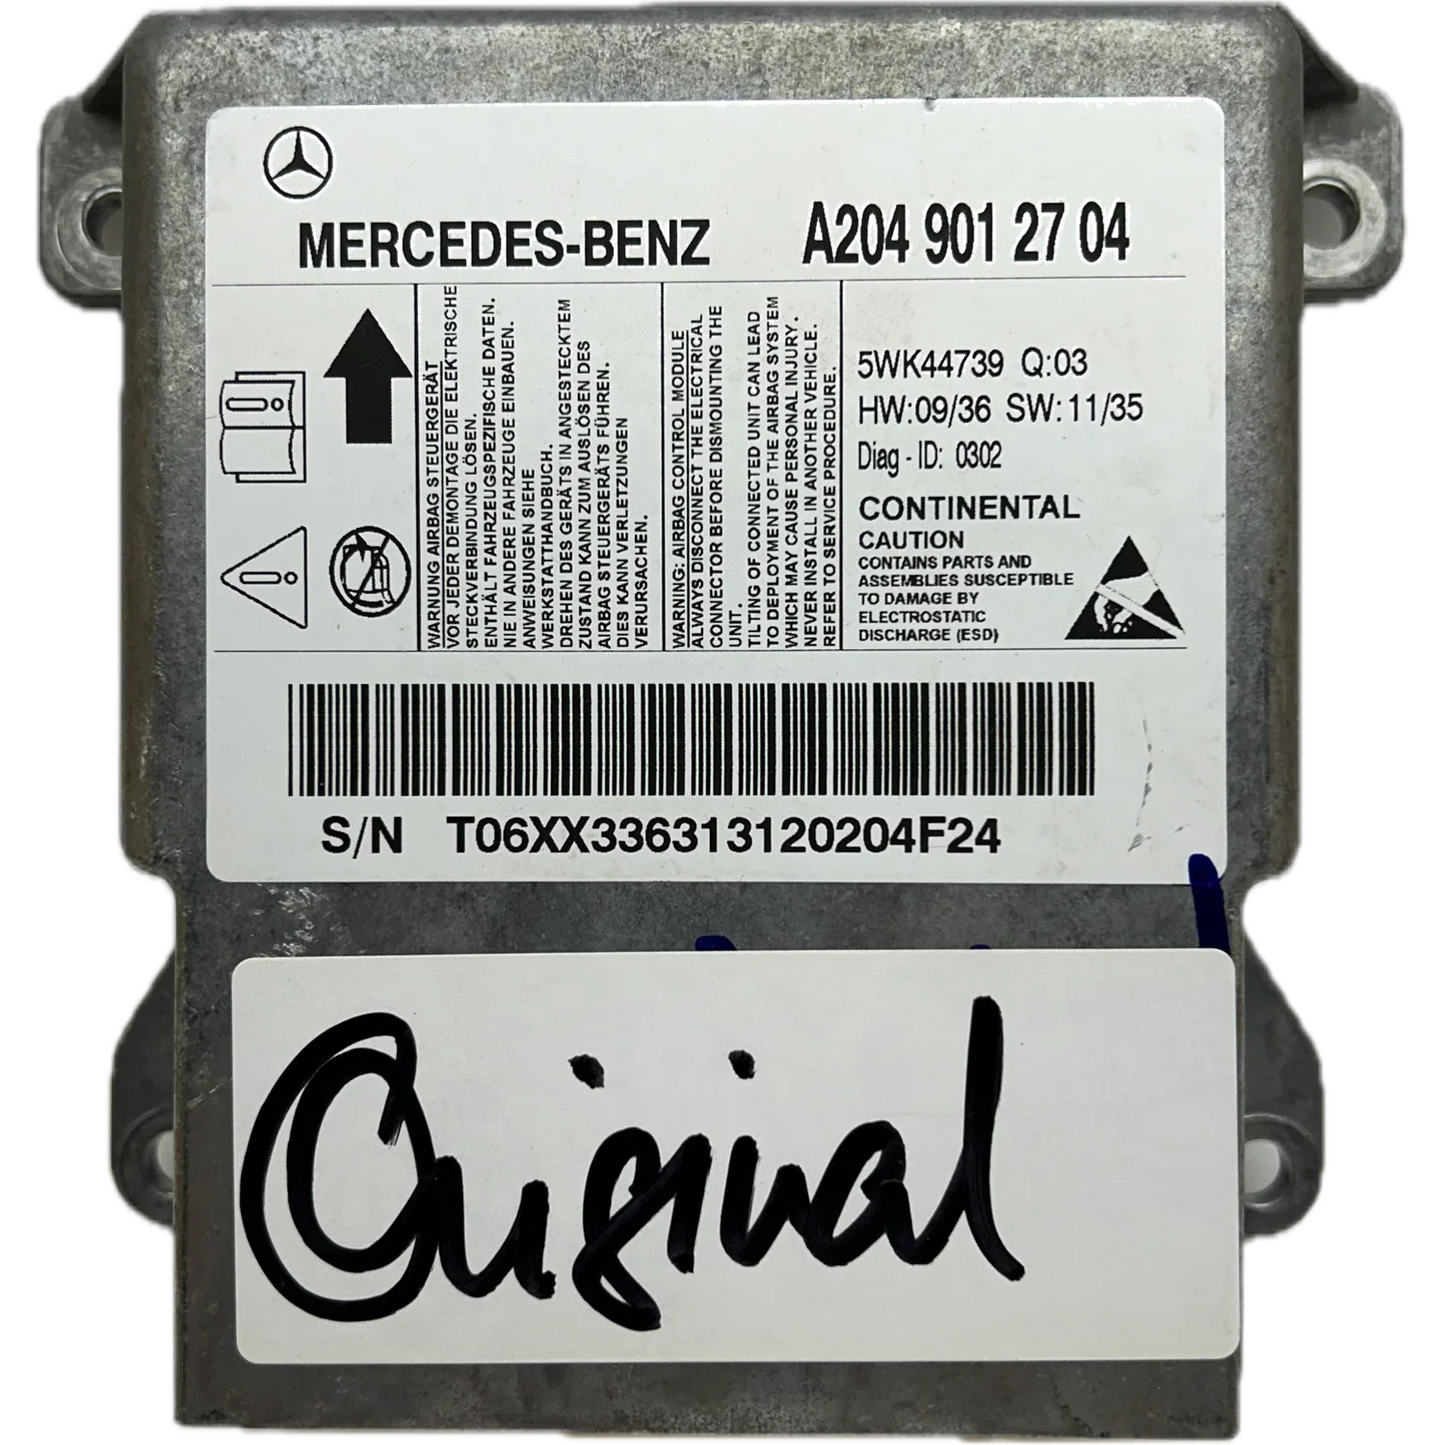 MERCEDES-BENZ
A204 901 27 04
WARNUNG AIRBAG STEUERGERÄT
VOR JEDER DEMONTAGE DIE ELEKTRISCHE
STECKVERBINDUNG LÖSEN.
ENTHÄLT FAHRZEUGSPEZIFISCHE DATEN.
NIE IN ANDERE FAHRZEUGE EINBAUEN.
ANWEISUNGEN SIEHE
WERKSTATTHANDBUCH.
DREHEN DES GERÄTS IN ANGESTECKTEM
ZUSTAND KANN ZUM AUSLÖSEN DES
AIRBAG STEUERGERÄTS FÜHREN.
DIES KANN VERLETZUNGEN
VERURSACHEN.
WARNING: AIRBAG CONTROL MODULE
ALWAYS DISCONNECT THE ELECTRICAL
CONNECTOR BEFORE DISMOUNTING THE
UNIT.
TILTING OF CONNECTED UNIT CAN LEAD
TO DEPLOYMENT OF THE AIRBAG SYSTEM
WHICH MAY CAUSE PERSONAL INJURY.
NEVER INSTALL IN ANOTHER VEHICLE.
REFER TO SERVICE PROCEDURE.
5WK44739 Q:03
HW:09/36 SW:11/35
Diag - ID: 0302
CONTINENTAL
CAUTION
CONTAINS PARTS AND
ASSEMBLIES SUSCEPTIBLE
TO DAMAGE BY
ELECTROSTATIC
DISCHARGE (ESD)
S/N T06XX336313120204F24
Original